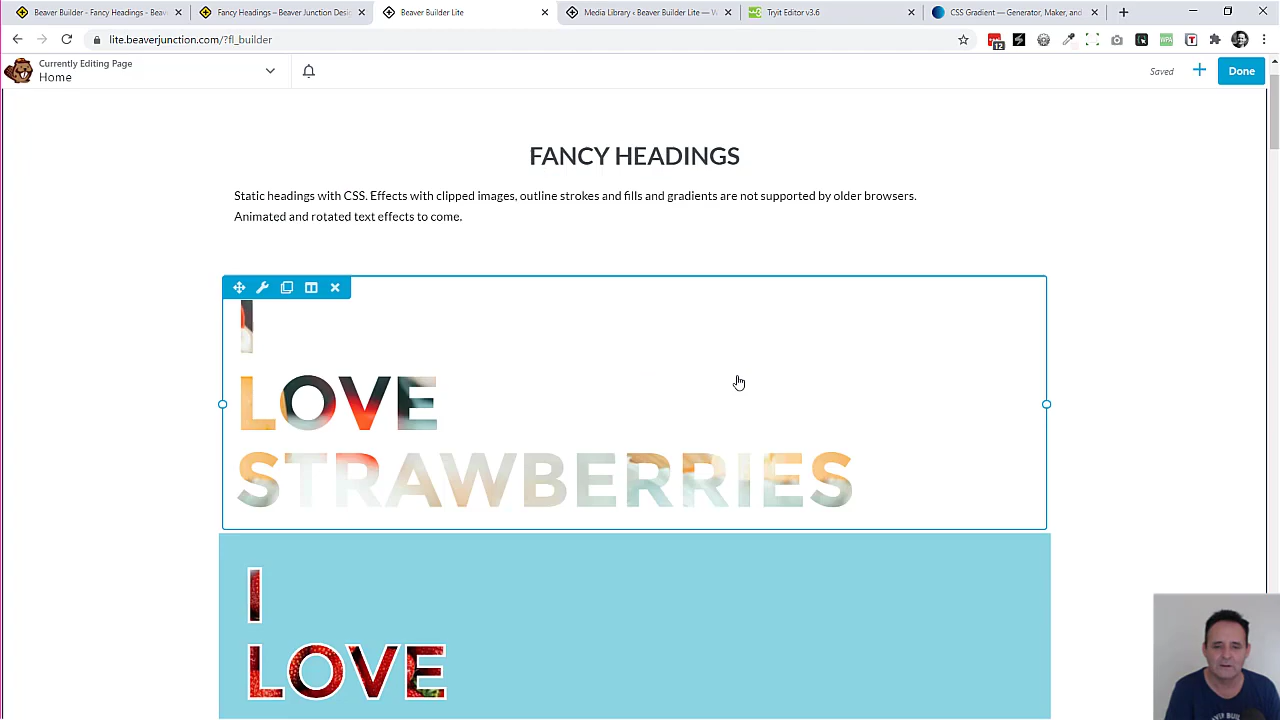 Beaver Builder - Fancy Headings - Beav
Fancy Headings – Beaver Junction Desi
Beaver Builder Lite
Media Library ‹ Beaver Builder Lite — W
Tryit Editor v3.6
CSS Gradient — Generator, Maker, and
lite.beaverjunction.com/?fl_builder
12
WPA
T
Currently Editing Page
Home
Saved
Done
FANCY HEADINGS
Static headings with CSS. Effects with clipped images, outline strokes and fills and gradients are not supported by older browsers.
Animated and rotated text effects to come.
I
LOVE
STRAWBERRIES
I
LOVE